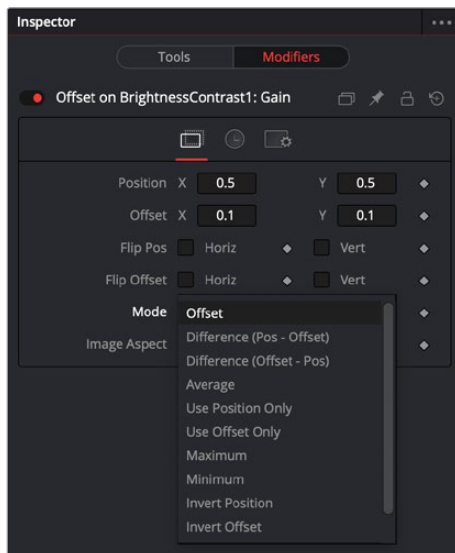 Inspector
Tools Modifiers
Offset on BrightnessContrast1: Gain
Position X 0.5 Y 0.5
Offset X 0.1 Y 0.1
Flip Pos Horiz Vert
Flip Offset Horiz Vert
Mode Offset
Difference (Pos - Offset)
Image Aspect
Difference (Offset - Pos)
Average
Use Position Only
Use Offset Only
Maximum
Minimum
Invert Position
Invert Offset